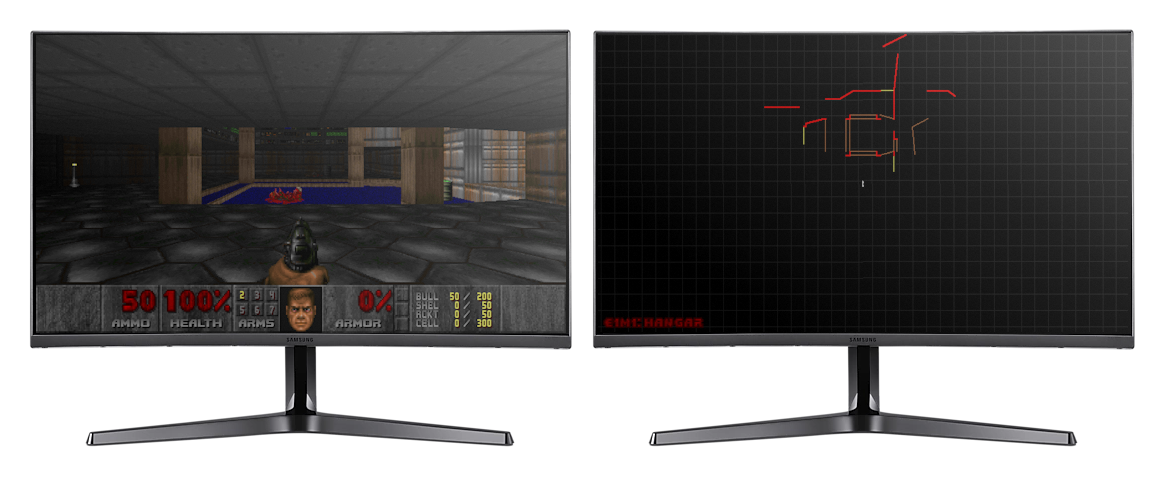 50 100% 2 3 4 0% BULL 50 / 200
5 6 7 SHEL 0 / 50
RCKT 0 / 50
AMMO HEALTH ARMS ARMOR CELL 0 / 300
SAMSUNG
E1M1: HANGAR
SAMSUNG